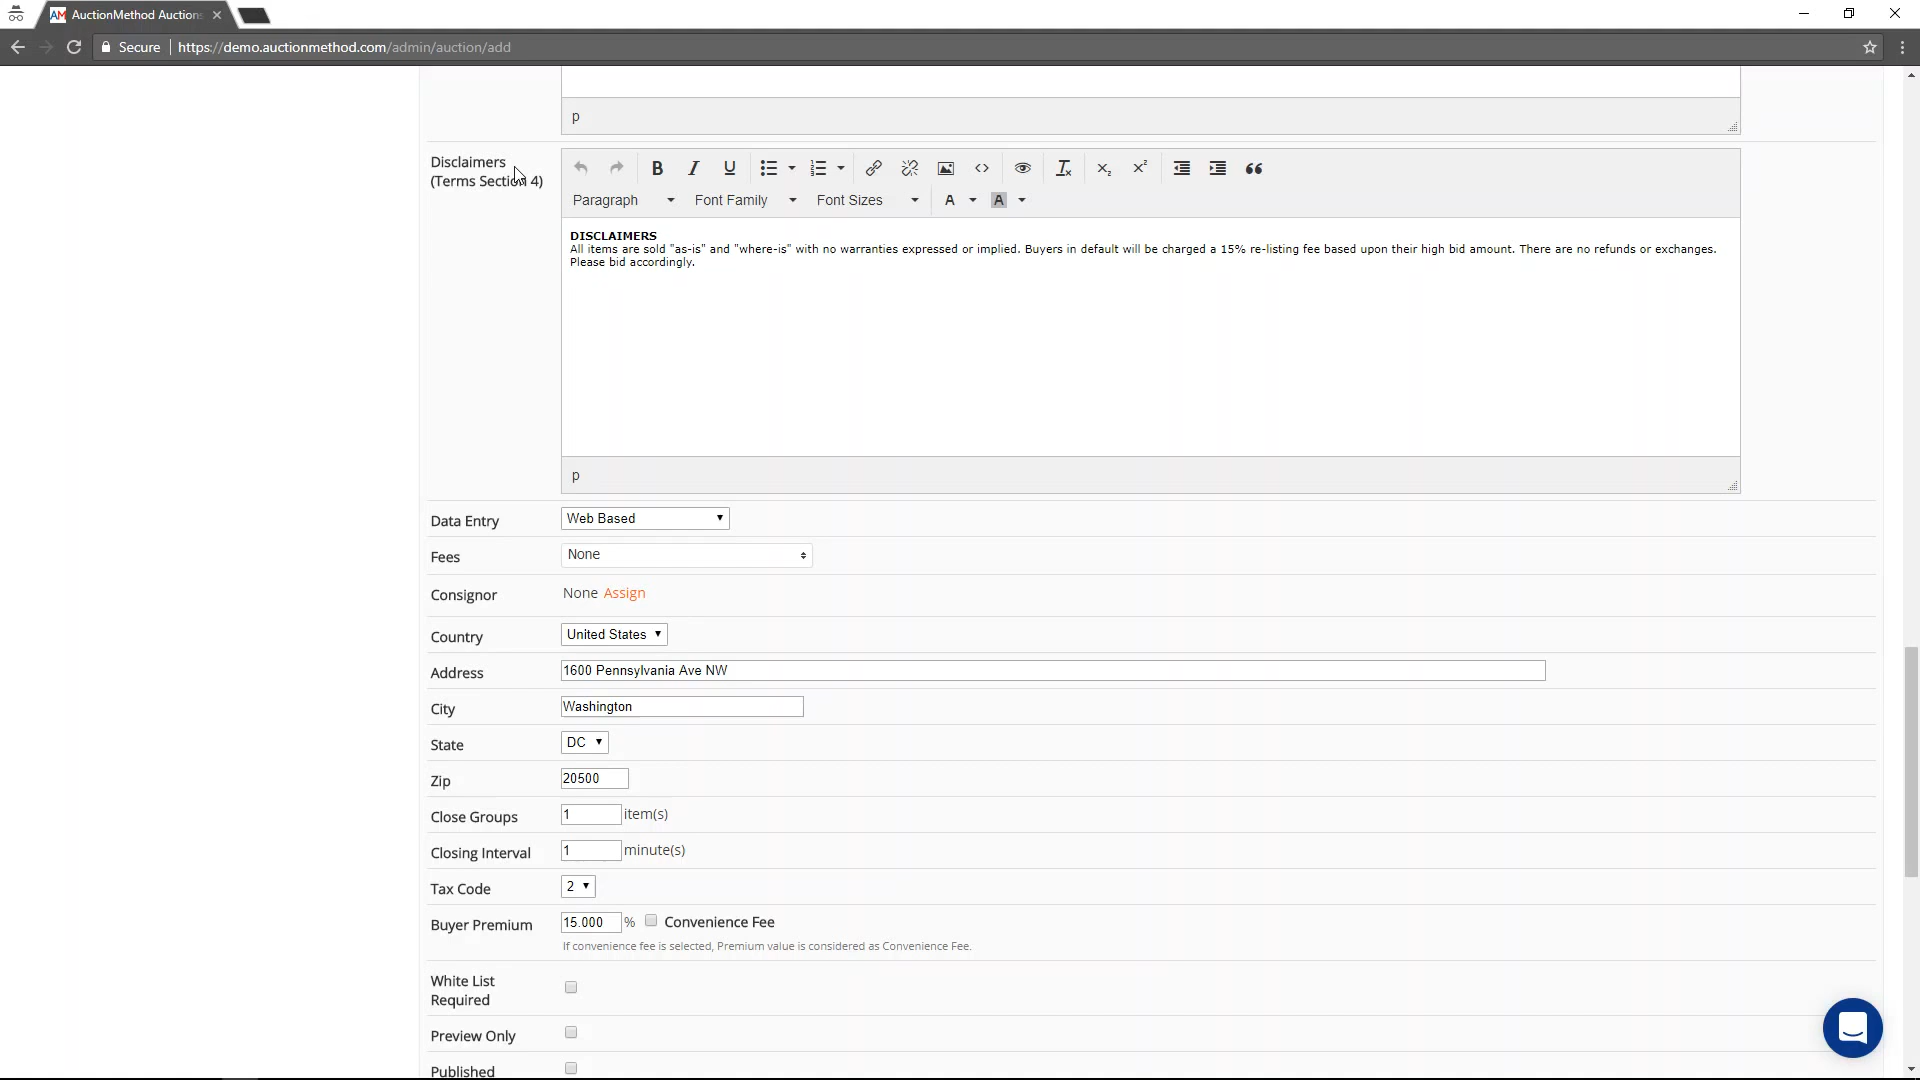 AM AuctionMethod Auctions
Secure https://demo.auctionmethod.com/admin/auction/add
p
Disclaimers
(Terms Section 4)
B I U
Paragraph Font Family Font Sizes A A
DISCLAIMERS
All items are sold "as-is" and "where-is" with no warranties expressed or implied. Buyers in default will be charged a 15% re-listing fee based upon their high bid amount. There are no refunds or exchanges.
Please bid accordingly.
p
Data Entry Web Based
Fees None
Consignor None Assign
Country United States
Address 1600 Pennsylvania Ave NW
City Washington
State DC
Zip 20500
Close Groups 1 item(s)
Closing Interval 1 minute(s)
Tax Code 2
Buyer Premium 15.000 % Convenience Fee
If convenience fee is selected, Premium value is considered as Convenience Fee.
White List
Required
Preview Only
Published